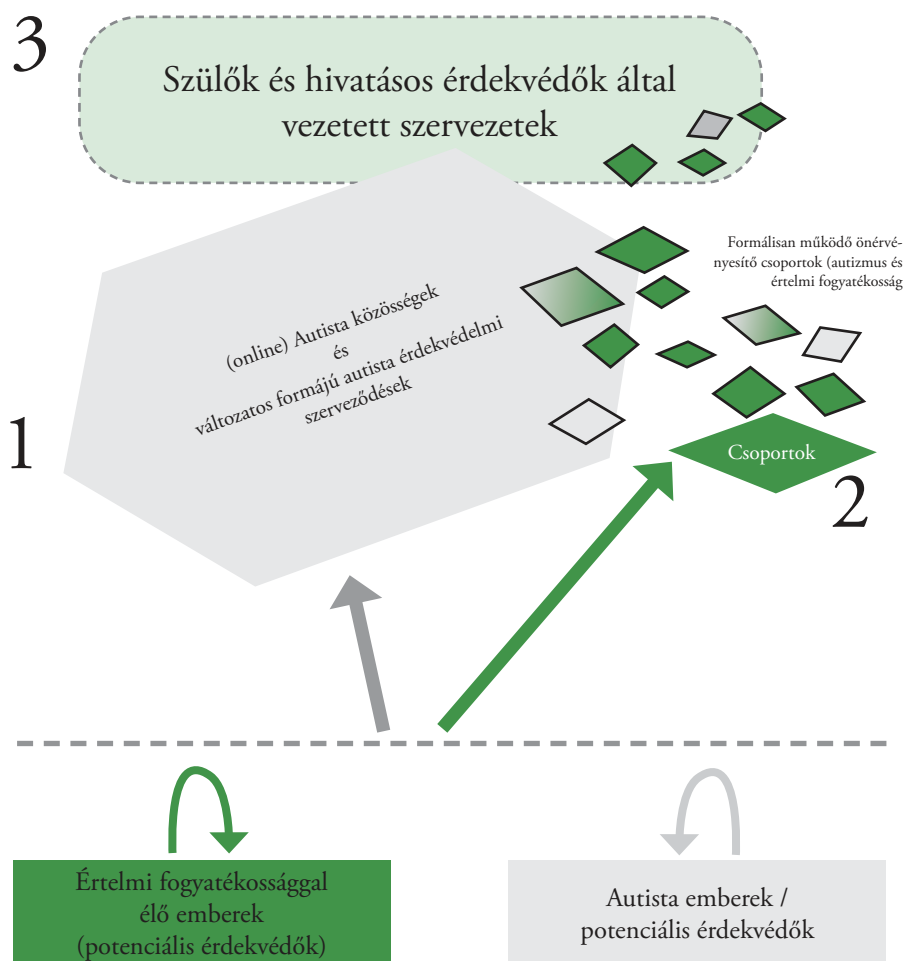 3
Szülők és hivatásos érdekvédők által
vezetett szervezetek
Formálisan működő önérvé-
nyesítő csoportok (autizmus és
értelmi fogyatékosság
(online) Autista közösségek
és
változatos formájú autista érdekvédelmi
szerveződések
1
Csoportok
2
Értelmi fogyatékossággal
élő emberek
(potenciális érdekvédők)
Autista emberek /
potenciális érdekvédők